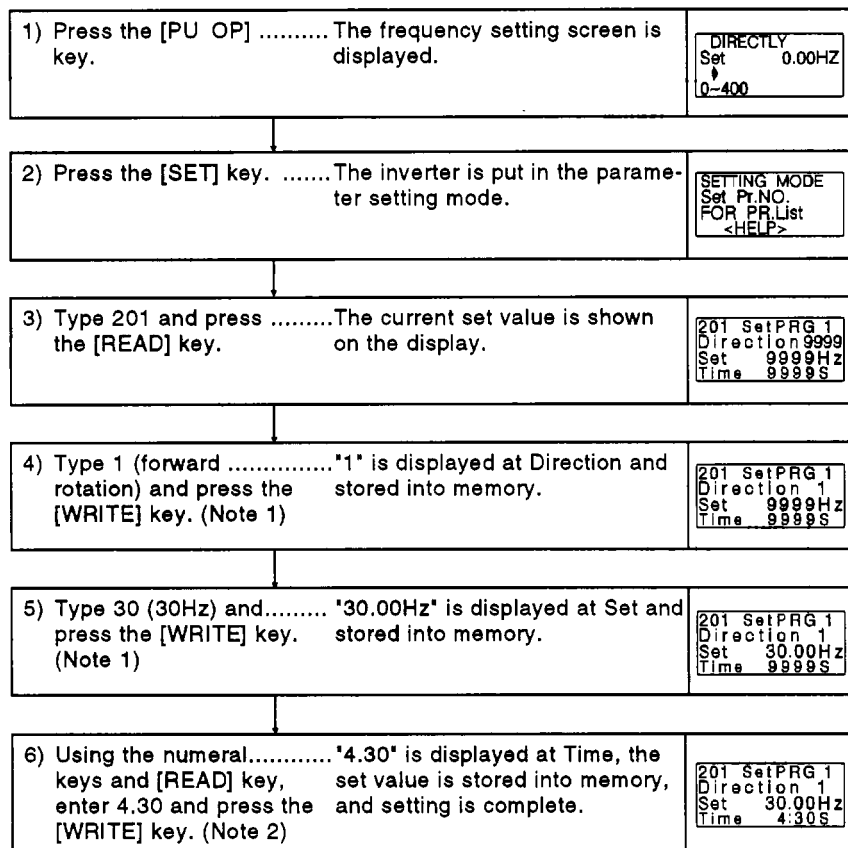 1) Press the [PU OP] .......... The frequency setting screen is
key. displayed.
DIRECTLY
Set 0.00HZ
0~400
2) Press the [SET] key. .......The inverter is put in the parame-
ter setting mode.
SETTING MODE
Set Pr.NO.
FOR PR.List
<HELP>
3) Type 201 and press .........The current set value is shown
the [READ] key. on the display.
201 SetPRG 1
Direction9999
Set 9999Hz
Time 9999S
4) Type 1 (forward ................"1" is displayed at Direction and
rotation) and press the stored into memory.
[WRITE] key. (Note 1)
201 SetPRG 1
Direction 1
Set 9999Hz
Time 9999S
5) Type 30 (30Hz) and......... "30.00Hz" is displayed at Set and
press the [WRITE] key. stored into memory.
(Note 1)
201 SetPRG 1
Direction 1
Set 30.00Hz
Time 9999S
6) Using the numeral............ "4.30" is displayed at Time, the
keys and [READ] key, set value is stored into memory,
enter 4.30 and press the and setting is complete.
[WRITE] key. (Note 2)
201 SetPRG 1
Direction 1
Set 30.00Hz
Time 4:30S